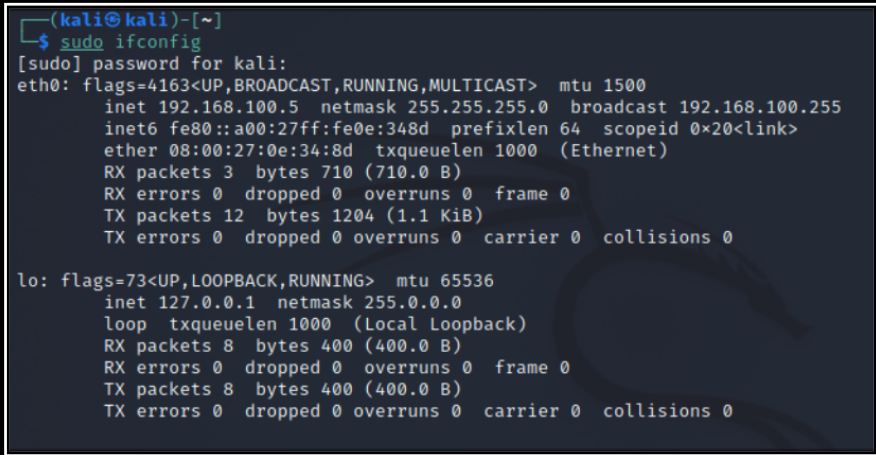 ┌──(kali㉿kali)-[~]
└─$ sudo ifconfig
[sudo] password for kali:
eth0: flags=4163<UP,BROADCAST,RUNNING,MULTICAST>  mtu 1500
        inet 192.168.100.5  netmask 255.255.255.0  broadcast 192.168.100.255
        inet6 fe80::a00:27ff:fe0e:348d  prefixlen 64  scopeid 0×20<link>
        ether 08:00:27:0e:34:8d  txqueuelen 1000  (Ethernet)
        RX packets 3  bytes 710 (710.0 B)
        RX errors 0  dropped 0  overruns 0  frame 0
        TX packets 12  bytes 1204 (1.1 KiB)
        TX errors 0  dropped 0 overruns 0  carrier 0  collisions 0

lo: flags=73<UP,LOOPBACK,RUNNING>  mtu 65536
        inet 127.0.0.1  netmask 255.0.0.0
        loop  txqueuelen 1000  (Local Loopback)
        RX packets 8  bytes 400 (400.0 B)
        RX errors 0  dropped 0  overruns 0  frame 0
        TX packets 8  bytes 400 (400.0 B)
        TX errors 0  dropped 0 overruns 0  carrier 0  collisions 0